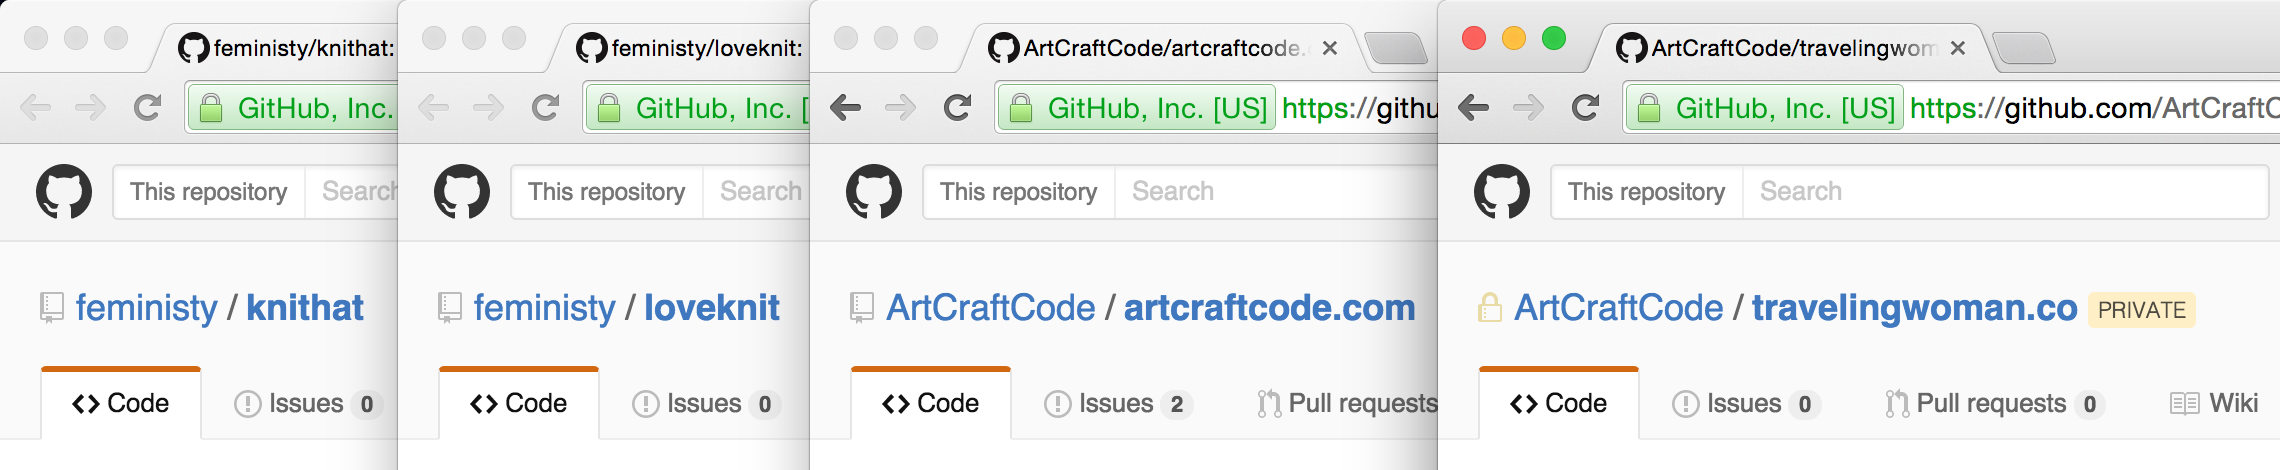 feministy/knithat:
GitHub, Inc.
This repository Search
feministy / knithat
Code Issues 0
feministy/loveknit:
GitHub, Inc. [
This repository Search
feministy / loveknit
Code Issues 0
ArtCraftCode/artcraftcode.
GitHub, Inc. [US] https://githu
This repository Search
ArtCraftCode / artcraftcode.com
Code Issues 2 Pull requests
ArtCraftCode/travelingwom
GitHub, Inc. [US] https://github.com/ArtCraftC
This repository Search
ArtCraftCode / travelingwoman.co PRIVATE
Code Issues 0 Pull requests 0 Wiki